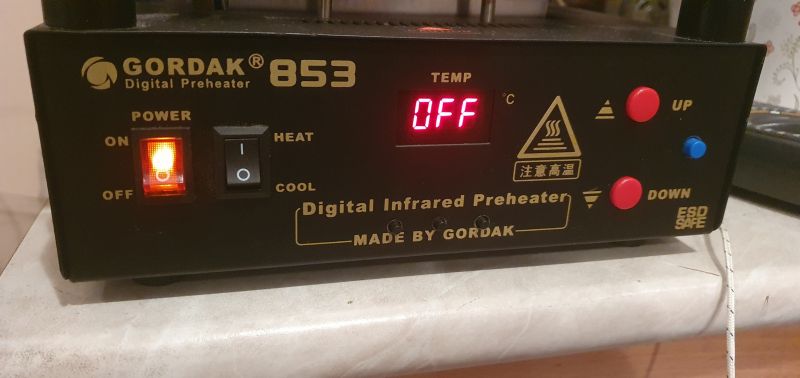 GORDAK® 853
Digital Preheater
POWER
ON
OFF
HEAT
COOL
TEMP
OFF
°C
注意高温
UP
DOWN
Digital Infrared Preheater
MADE BY GORDAK
ESD
SAFE